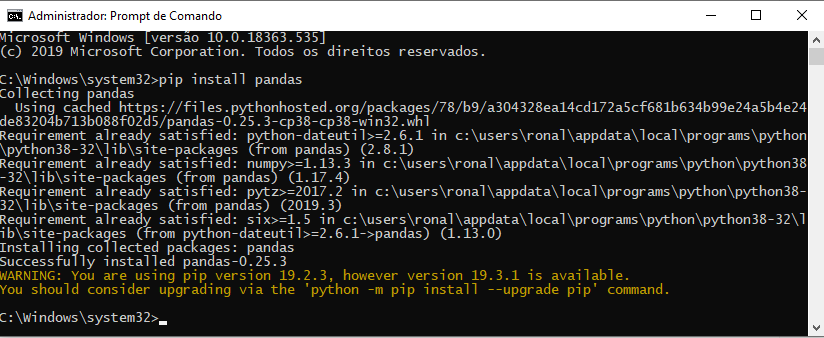 Administrador: Prompt de Comando
Microsoft Windows [versão 10.0.18363.535]
(c) 2019 Microsoft Corporation. Todos os direitos reservados.
C:\Windows\system32>pip install pandas
Collecting pandas
  Using cached https://files.pythonhosted.org/packages/78/b9/a304328ea14cd172a5cf681b634b99e24a5b4e24
de83204b713b088f02d5/pandas-0.25.3-cp38-cp38-win32.whl
Requirement already satisfied: python-dateutil>=2.6.1 in c:\users\ronal\appdata\local\programs\python
\python38-32\lib\site-packages (from pandas) (2.8.1)
Requirement already satisfied: numpy>=1.13.3 in c:\users\ronal\appdata\local\programs\python\python38
-32\lib\site-packages (from pandas) (1.17.4)
Requirement already satisfied: pytz>=2017.2 in c:\users\ronal\appdata\local\programs\python\python38-
32\lib\site-packages (from pandas) (2019.3)
Requirement already satisfied: six>=1.5 in c:\users\ronal\appdata\local\programs\python\python38-32\l
ib\site-packages (from python-dateutil>=2.6.1->pandas) (1.13.0)
Installing collected packages: pandas
Successfully installed pandas-0.25.3
WARNING: You are using pip version 19.2.3, however version 19.3.1 is available.
You should consider upgrading via the 'python -m pip install --upgrade pip' command.
C:\Windows\system32>